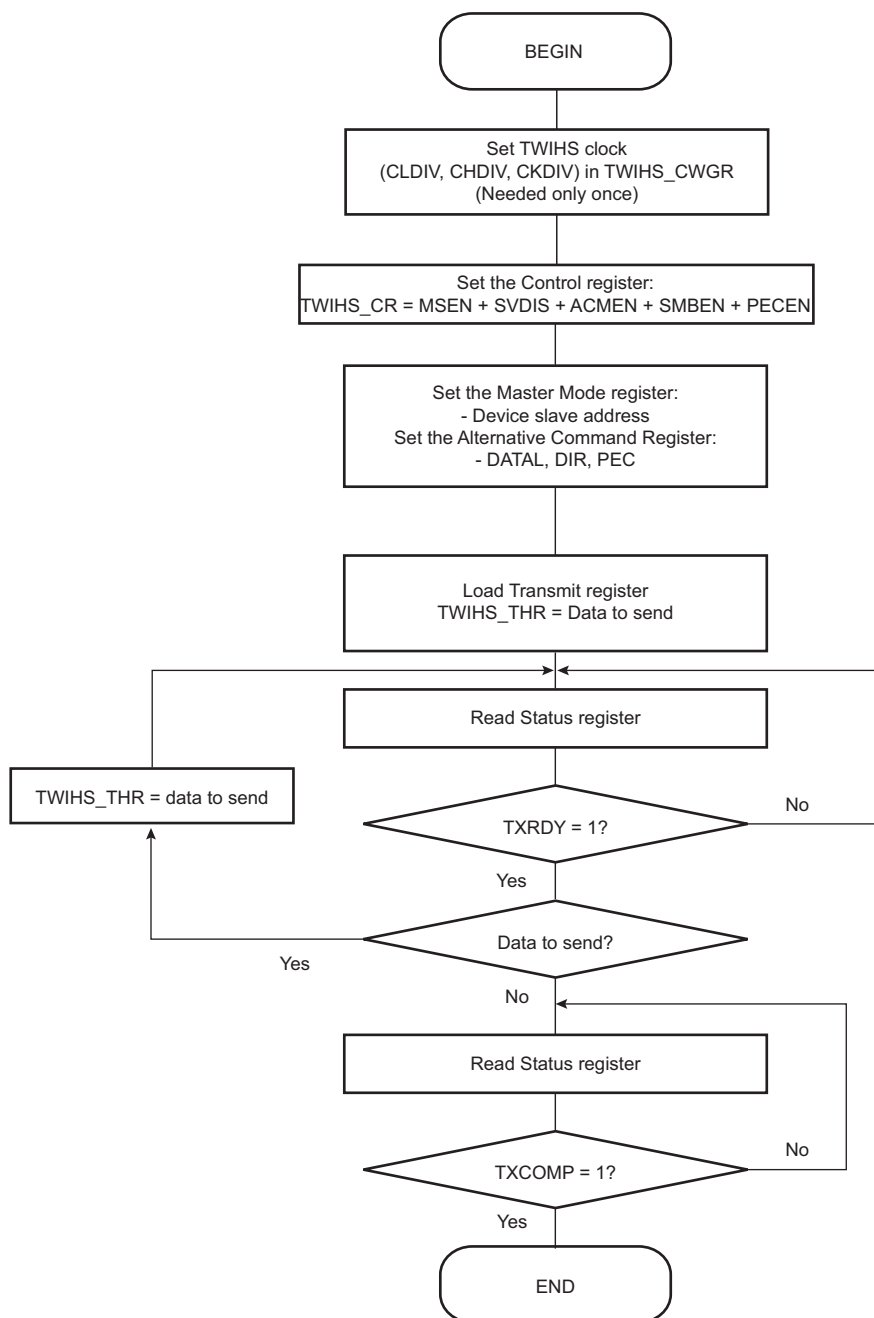 BEGIN
Set TWIHS clock
(CLDIV, CHDIV, CKDIV) in TWIHS_CWGR
(Needed only once)
Set the Control register:
TWIHS_CR = MSEN + SVDIS + ACMEN + SMBEN + PECEN
Set the Master Mode register:
- Device slave address
Set the Alternative Command Register:
- DATAL, DIR, PEC
Load Transmit register
TWIHS_THR = Data to send
Read Status register
TWIHS_THR = data to send
TXRDY = 1?
No
Yes
Data to send?
Yes
No
Read Status register
TXCOMP = 1?
No
Yes
END